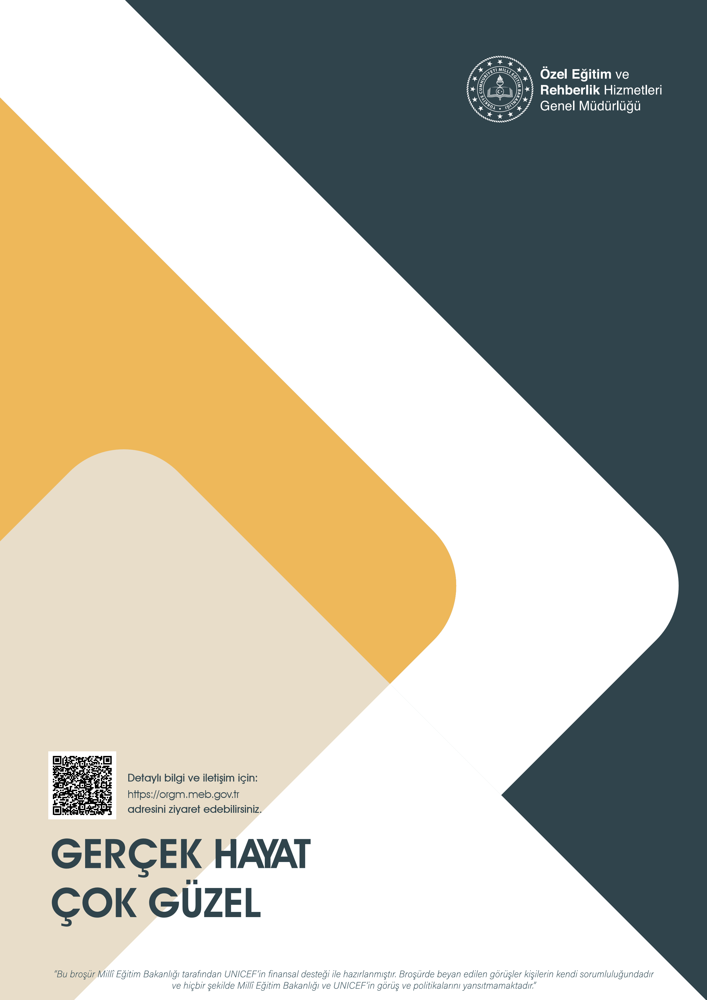 TÜRKİYE CUMHURİYETİ MİLLÎ EĞİTİM BAKANLIĞI
Özel Eğitim ve
Rehberlik Hizmetleri
Genel Müdürlüğü
Detaylı bilgi ve iletişim için:
https://orgm.meb.gov.tr
adresini ziyaret edebilirsiniz.
GERÇEK HAYAT
ÇOK GÜZEL
“Bu broşür Millî Eğitim Bakanlığı tarafından UNICEF’in finansal desteği ile hazırlanmıştır. Broşürde beyan edilen görüşler kişilerin kendi sorumluluğundadır
ve hiçbir şekilde Millî Eğitim Bakanlığı ve UNICEF’in görüş ve politikalarını yansıtmamaktadır.”